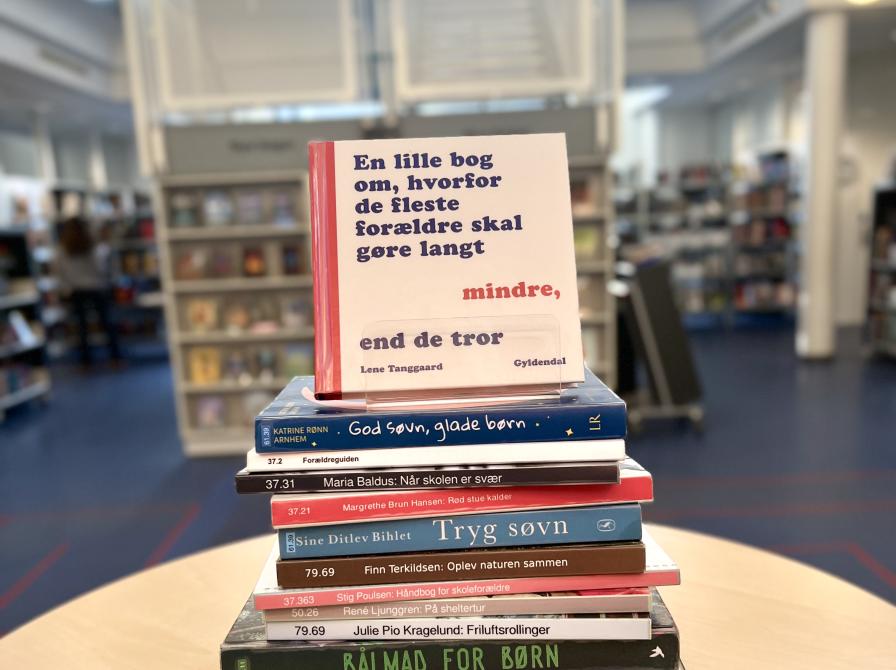 En lille bog
om, hvorfor
de fleste
forældre skal
gøre langt
mindre,
end de tror
Lene Tanggaard Gyldendal
61.39 KATRINE RØNN ARNHEM God søvn, glade børn LR
37.2 Forældreguiden
37.31 Maria Baldus: Når skolen er svær
37.21 Margrethe Brun Hansen: Rød stue kalder
61.39 Sine Ditlev Bihlet Tryg søvn
79.69 Finn Terkildsen: Oplev naturen sammen
37.363 Stig Poulsen: Håndbog for skoleforældre
50.26 René Ljunggren: På sheltertur
79.69 Julie Pio Kragelund: Friluftsrollinger
BÅLMAD FOR BØRN